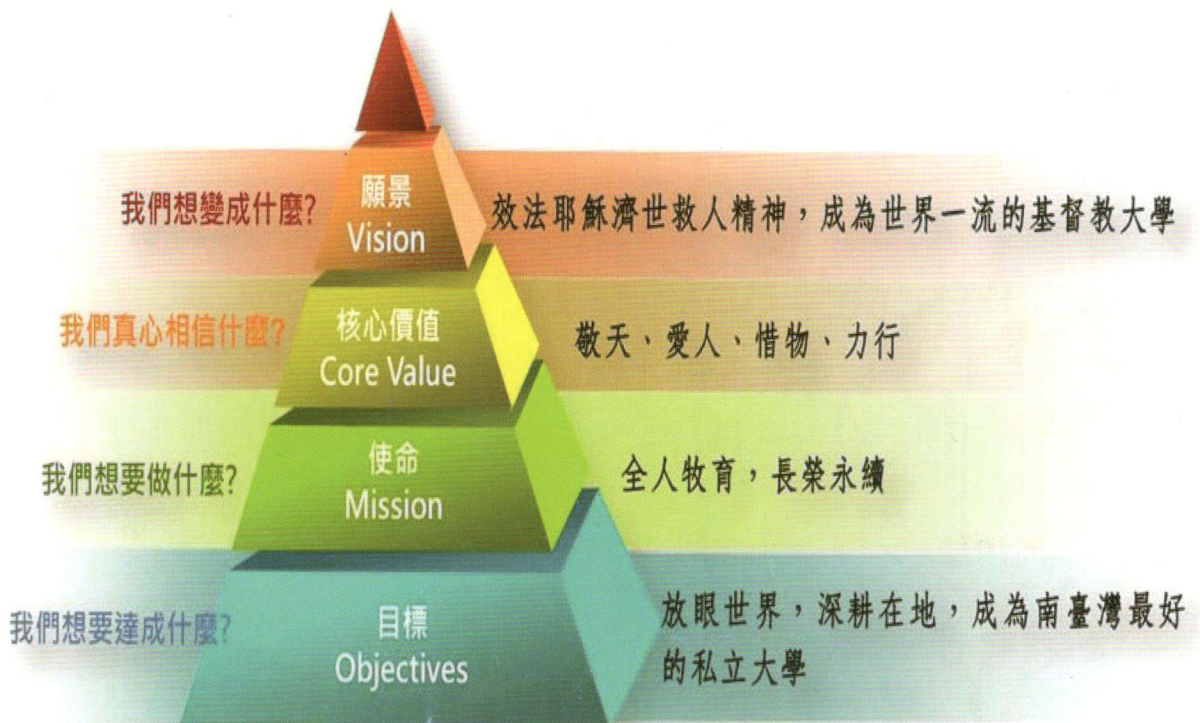 我們想變成什麼?
願景
Vision
效法耶穌濟世救人精神，成為世界一流的基督教大學
我們真心相信什麼?
核心價值
Core Value
敬天、愛人、惜物、力行
我們想要做什麼?
使命
Mission
全人牧育，長榮永續
我們想要達成什麼?
目標
Objectives
放眼世界，深耕在地，成為南臺灣最好
的私立大學